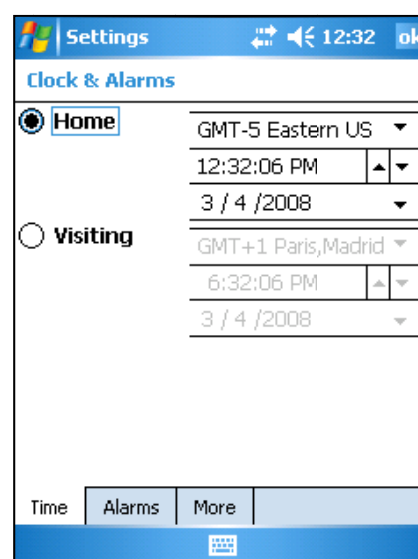 Settings 12:32 ok
Clock & Alarms
Home
GMT-5 Eastern US
12:32:06 PM
3 / 4 /2008
Visiting
GMT+1 Paris,Madrid
6:32:06 PM
3 / 4 /2008
Time Alarms More